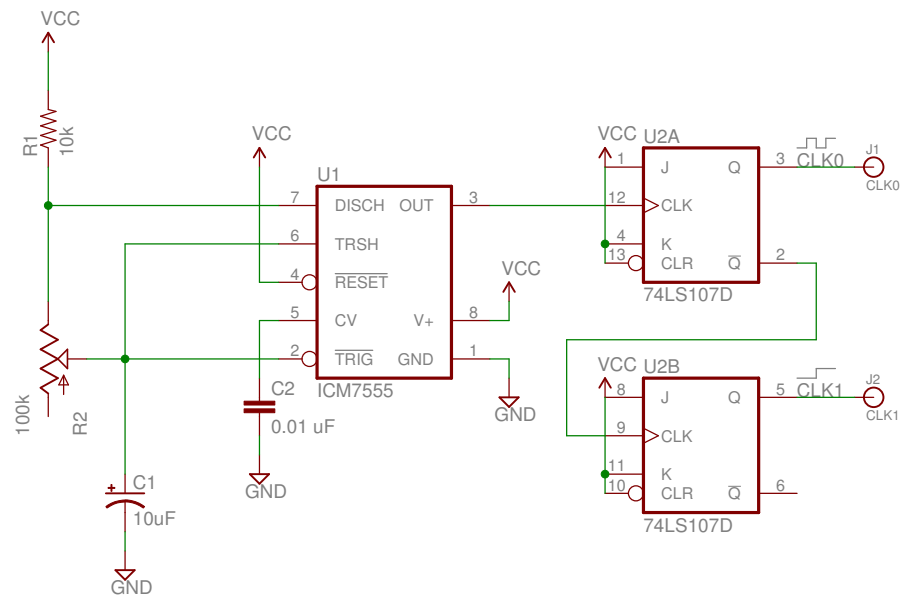 VCC
R1
10k
100k
R2
C1
10uF
GND
VCC
U1
7 DISCH OUT 3
6 TRSH
4 RESET
5 CV V+ 8
2 TRIG GND 1
ICM7555
C2
0.01 uF
GND
VCC
GND
VCC
U2A
1 J Q 3
12 CLK
4 K
13 CLR Q 2
74LS107D
CLK0
J1
CLK0
VCC
U2B
8 J Q 5
9 CLK
11 K
10 CLR Q 6
74LS107D
CLK1
J2
CLK1